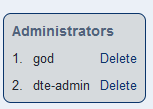 Administrators
1. god Delete
2. dte-admin Delete